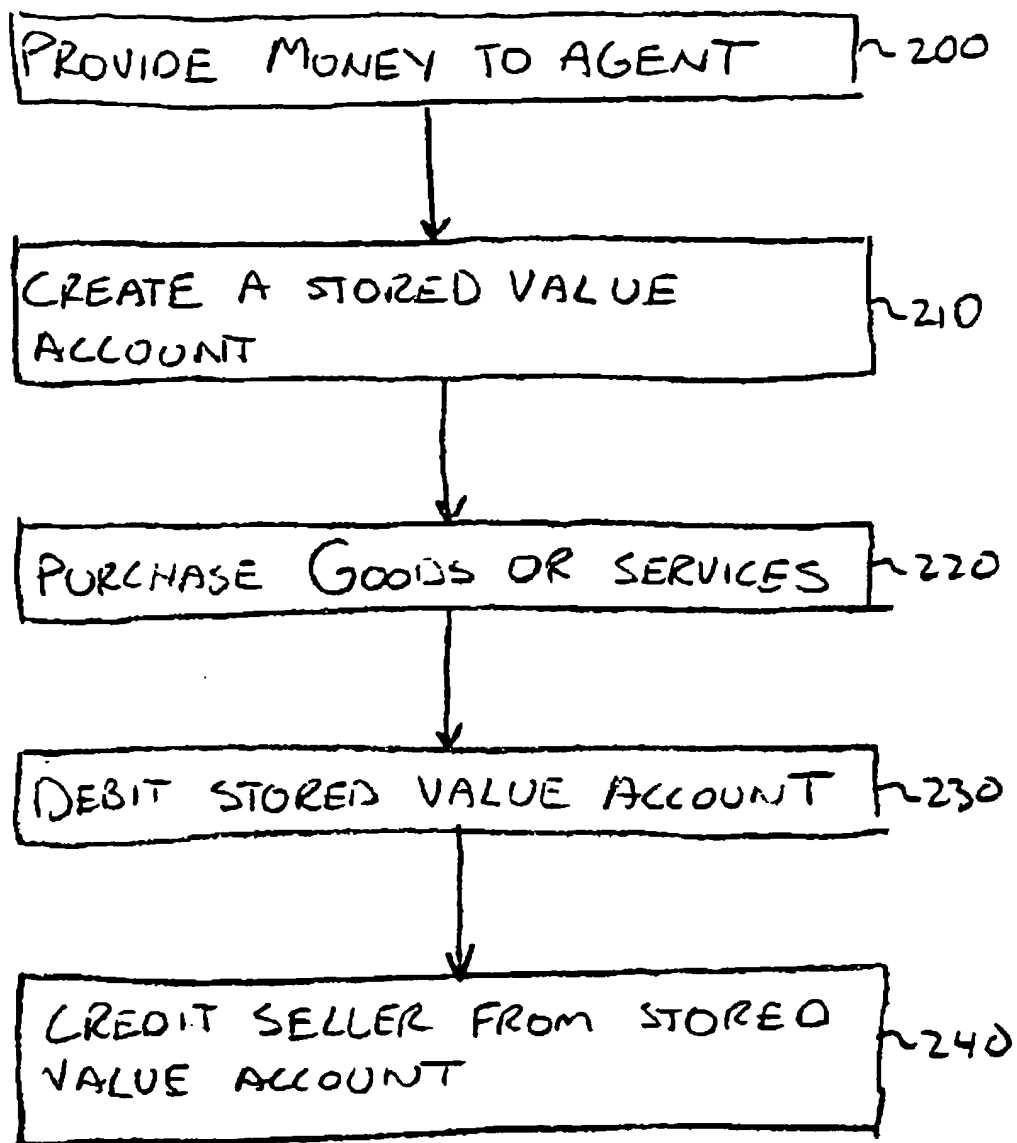 PROVIDE MONEY TO AGENT 200
CREATE A STORED VALUE
ACCOUNT
210
PURCHASE GOODS OR SERVICES 220
DEBIT STORED VALUE ACCOUNT 230
CREDIT SELLER FROM STORED
VALUE ACCOUNT
240